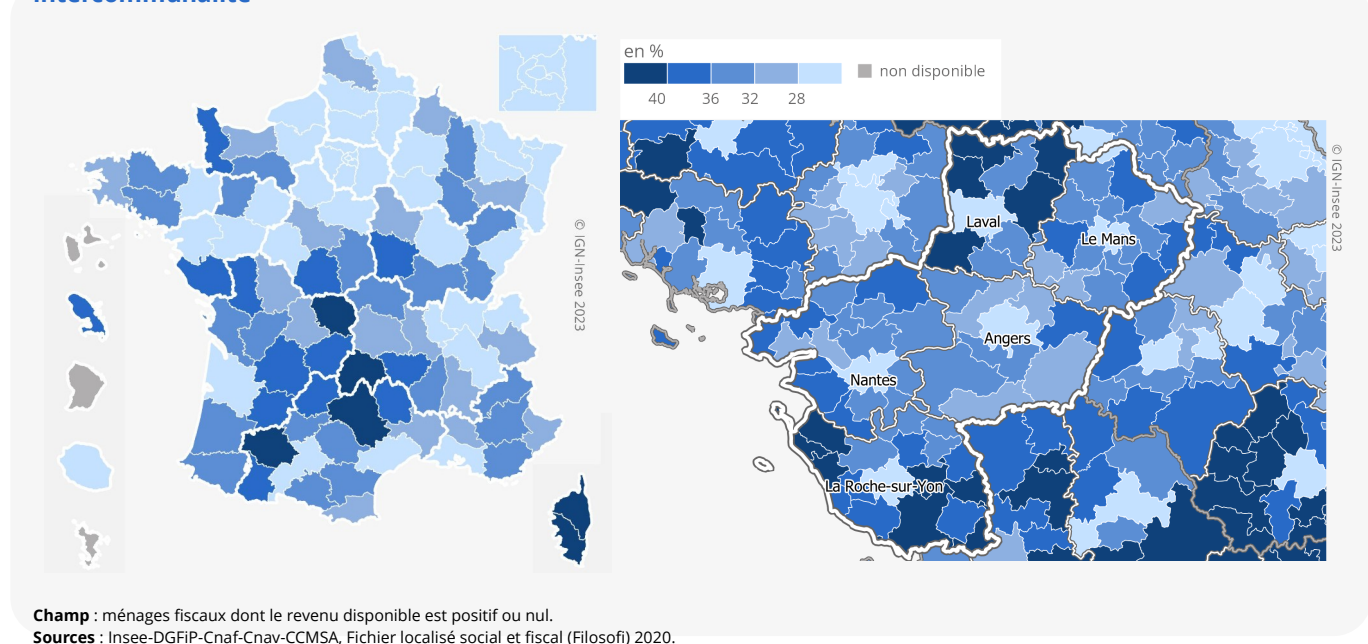 intercommunalité
en %
40 36 32 28
non disponible
© IGN-Insee 2023
© IGN-Insee 2023
Laval
Le Mans
Angers
Nantes
La Roche-sur-Yon
Champ : ménages fiscaux dont le revenu disponible est positif ou nul.
Sources : Insee-DGFiP-Cnaf-Cnav-CCMSA, Fichier localisé social et fiscal (Filosofi) 2020.